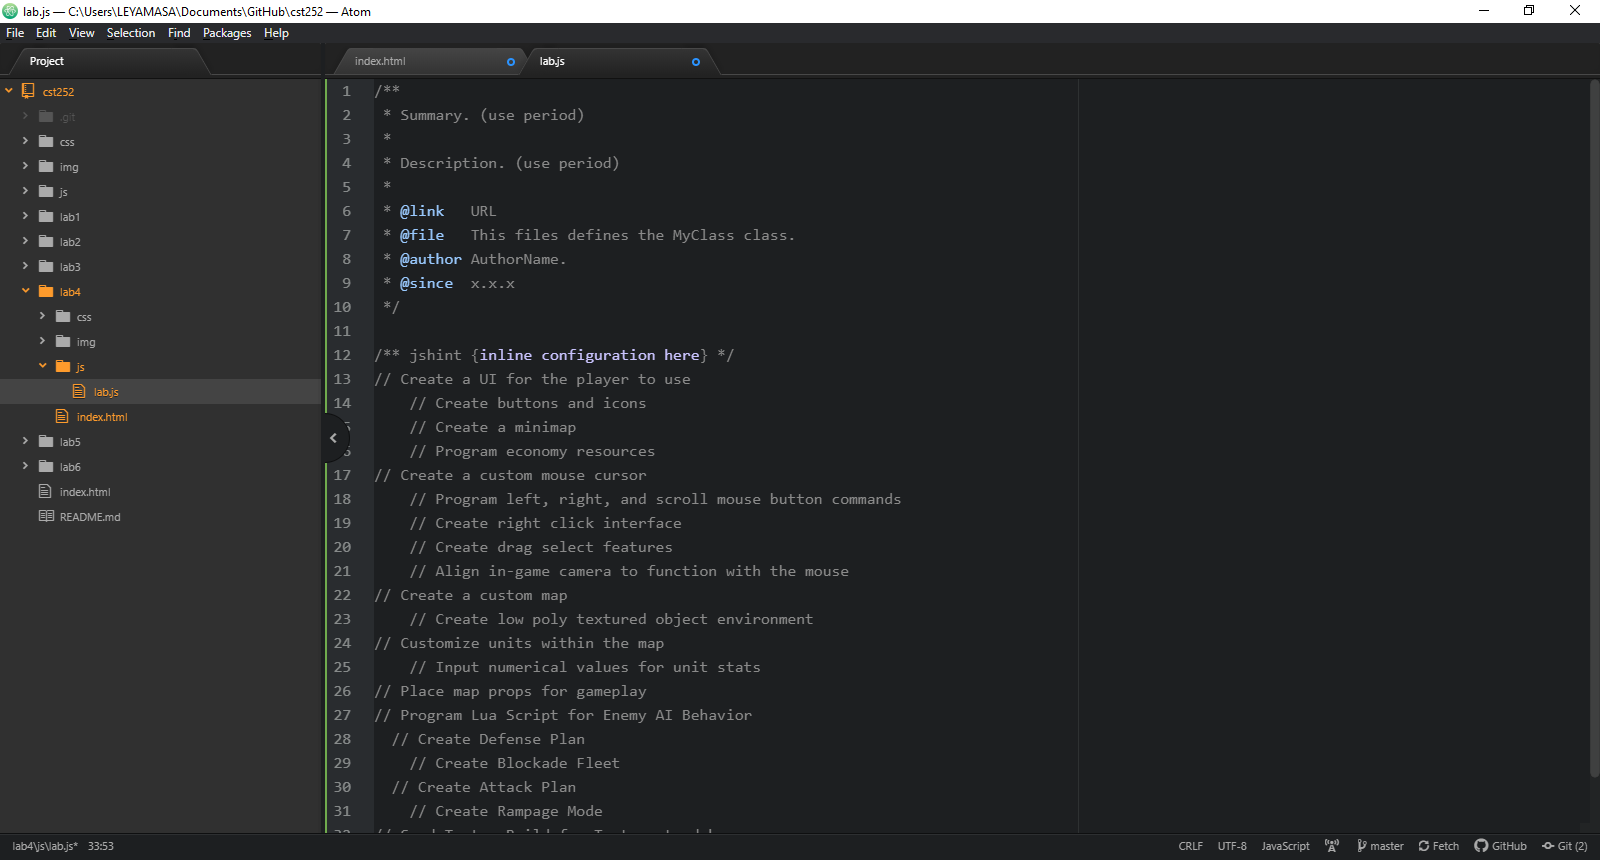 lab.js — C:\Users\LEYAMASA\Documents\GitHub\cst252 — Atom
File Edit View Selection Find Packages Help
Project
index.html
lab.js
cst252
.git
css
img
js
lab1
lab2
lab3
lab4
css
img
js
lab.js
index.html
lab5
lab6
index.html
README.md
1 /**
2 * Summary. (use period)
3 *
4 * Description. (use period)
5 *
6 * @link URL
7 * @file This files defines the MyClass class.
8 * @author AuthorName.
9 * @since x.x.x
10 */
11
12 /** jshint {inline configuration here} */
13 // Create a UI for the player to use
14 // Create buttons and icons
// Create a minimap
// Program economy resources
17 // Create a custom mouse cursor
18 // Program left, right, and scroll mouse button commands
19 // Create right click interface
20 // Create drag select features
21 // Align in-game camera to function with the mouse
22 // Create a custom map
23 // Create low poly textured object environment
24 // Customize units within the map
25 // Input numerical values for unit stats
26 // Place map props for gameplay
27 // Program Lua Script for Enemy AI Behavior
28 // Create Defense Plan
29 // Create Blockade Fleet
30 // Create Attack Plan
31 // Create Rampage Mode
lab4\js\lab.js* 33:53
CRLF UTF-8 JavaScript master Fetch GitHub Git (2)